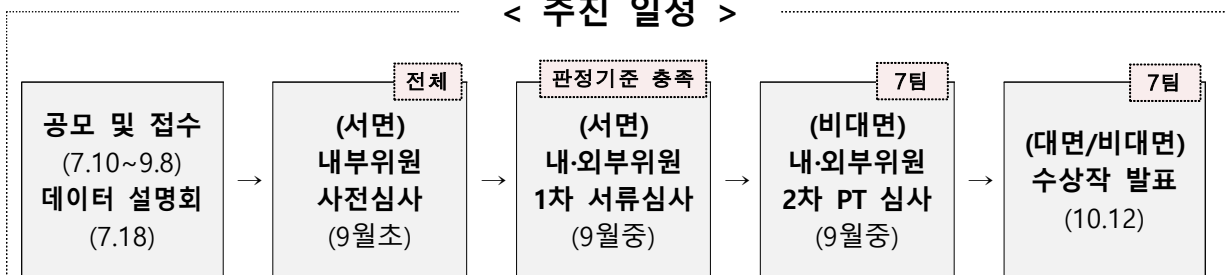 < 추진 일정 >
공모 및 접수
(7.10~9.8)
데이터 설명회
(7.18)
→
전체
(서면)
내부위원
사전심사
(9월초)
→
판정기준 충족
(서면)
내·외부위원
1차 서류심사
(9월중)
→
7팀
(비대면)
내·외부위원
2차 PT 심사
(9월중)
→
7팀
(대면/비대면)
수상작 발표
(10.12)